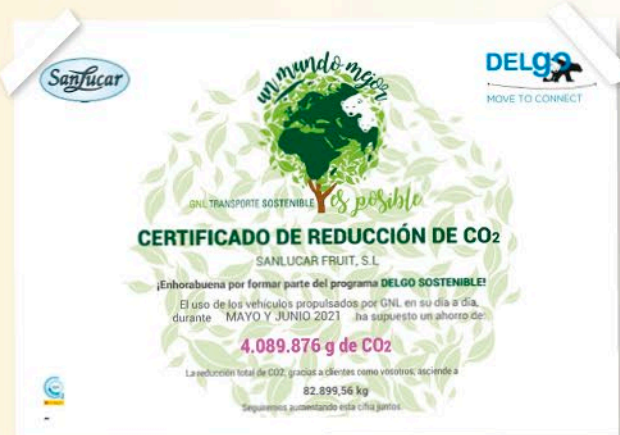 SanLucar
un mundo mejor
DELGO
MOVE TO CONNECT
GNL TRANSPORTE SOSTENIBLE
es posible
CERTIFICADO DE REDUCCIÓN DE CO2
SANLUCAR FRUIT, S.L
¡Enhorabuena por formar parte del programa DELGO SOSTENIBLE!
El uso de los vehículos propulsados por GNL en su día a día,
durante MAYO Y JUNIO 2021 ha supuesto un ahorro de:
4.089.876 g de CO2
La reducción total de CO2, gracias a clientes como vosotros, asciende a
82.899,56 kg
Seguiremos aumentando esta cifra juntos